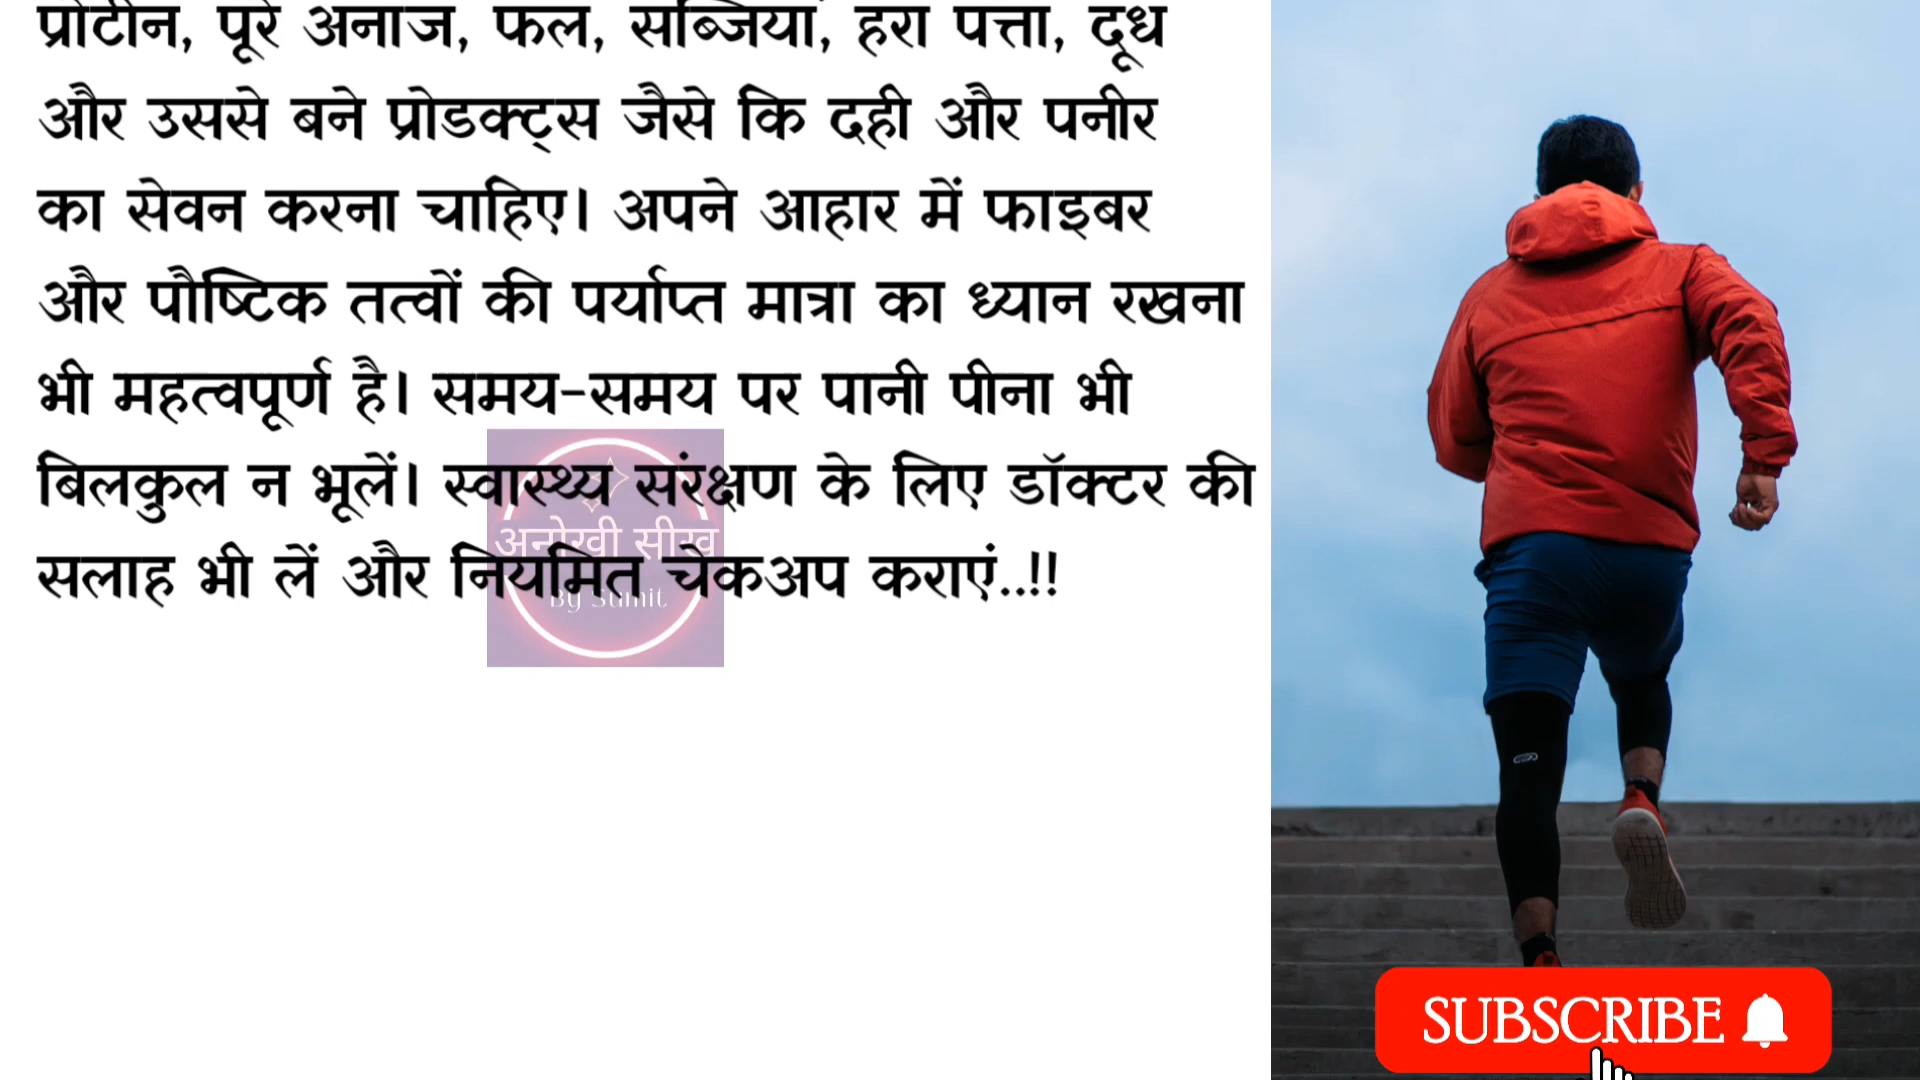 प्रोटीन, पूरे अनाज, फल, सब्जियां, हरा पत्ता, दूध
और उससे बने प्रोडक्ट्स जैसे कि दही और पनीर
का सेवन करना चाहिए। अपने आहार में फाइबर
और पौष्टिक तत्वों की पर्याप्त मात्रा का ध्यान रखना
भी महत्वपूर्ण है। समय-समय पर पानी पीना भी
बिलकुल न भूलें। स्वास्थ्य संरक्षण के लिए डॉक्टर की
सलाह भी लें और नियमित चेकअप कराएं..!!
अनोखी सीख
By Sumit
SUBSCRIBE